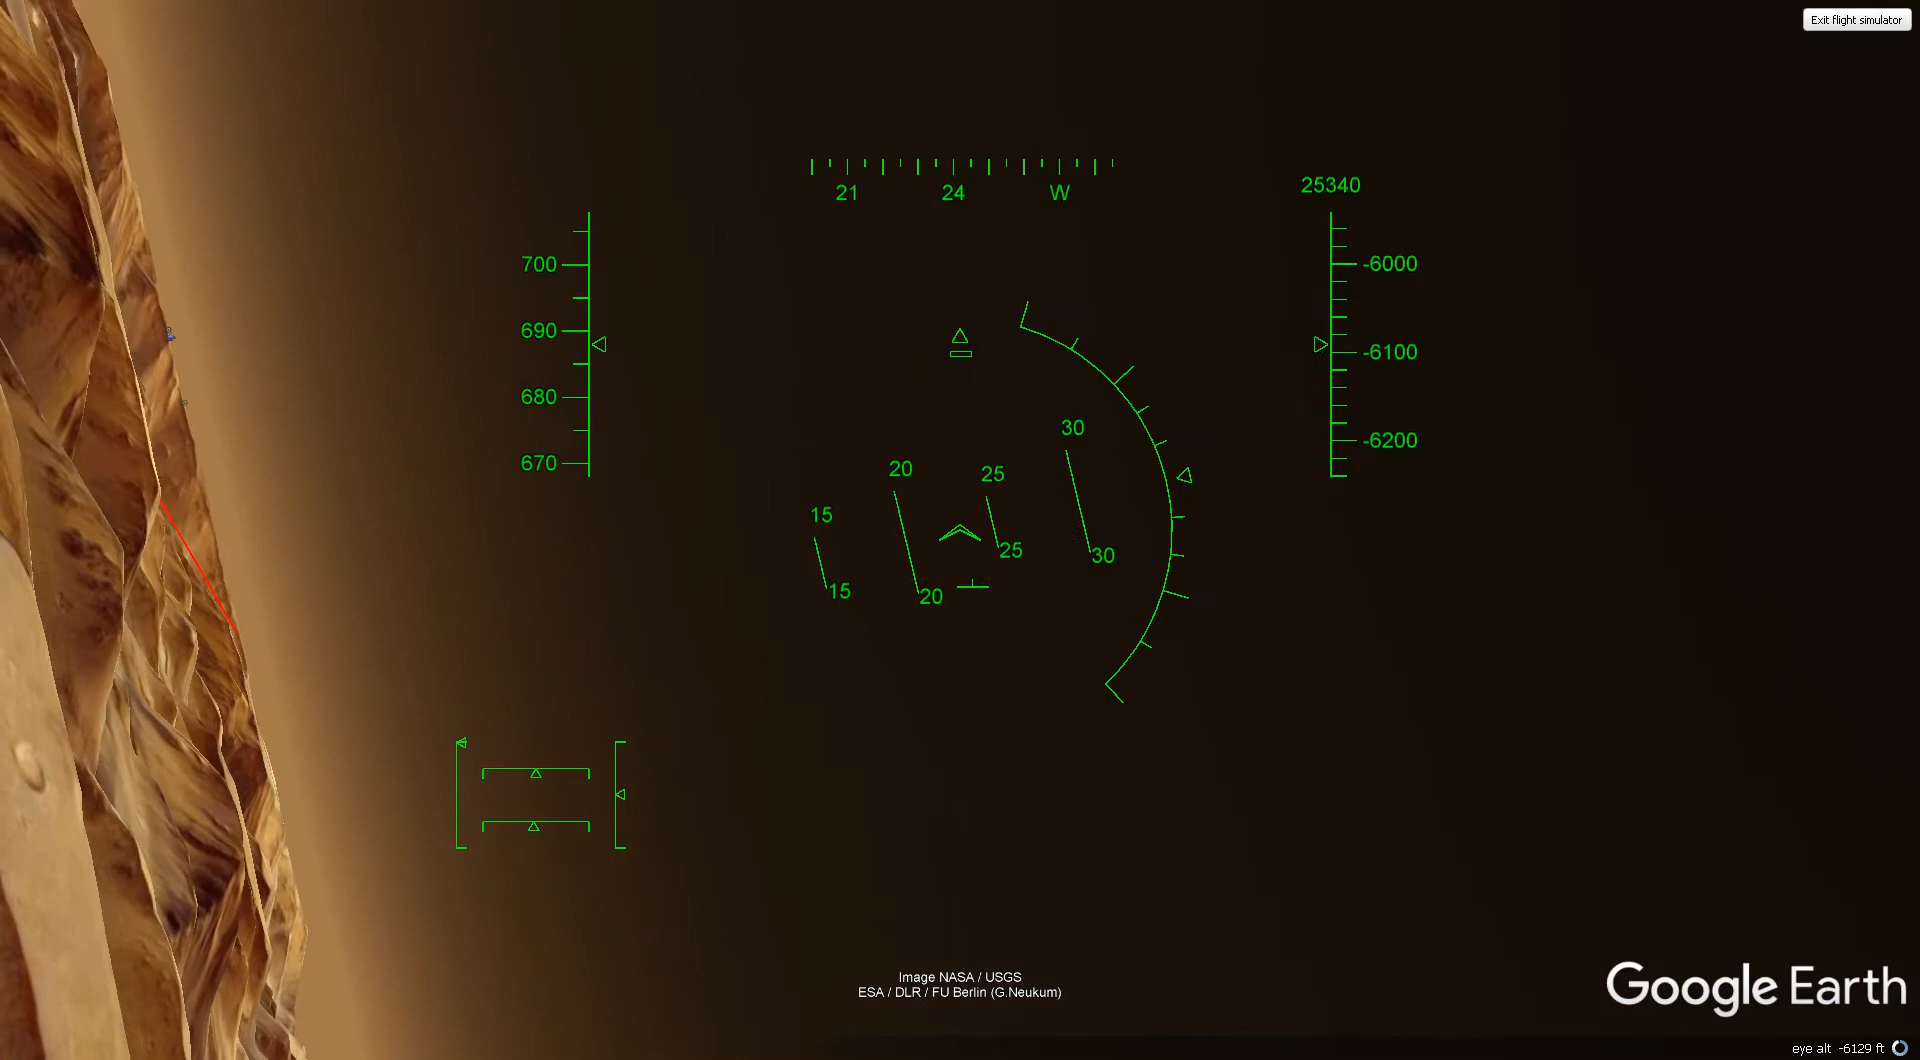 Exit flight simulator
21 24 W
25340
700
690
680
670
-6000
-6100
-6200
30
20
25
15
25
30
15
20
Image NASA / USGS
ESA / DLR / FU Berlin (G.Neukum)
Google Earth
eye alt -6129 ft